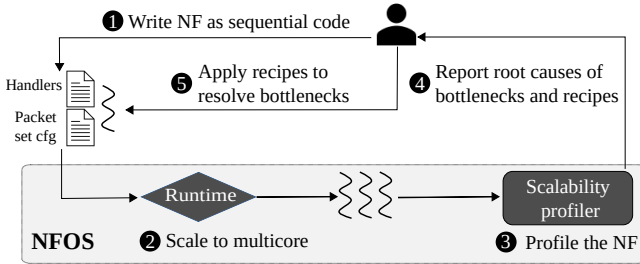 ❶ Write NF as sequential code
Handlers
Packet
set cfg
❺ Apply recipes to
resolve bottlenecks
❹ Report root causes of
bottlenecks and recipes
Runtime
Scalability
profiler
NFOS
❷ Scale to multicore
❸ Profile the NF